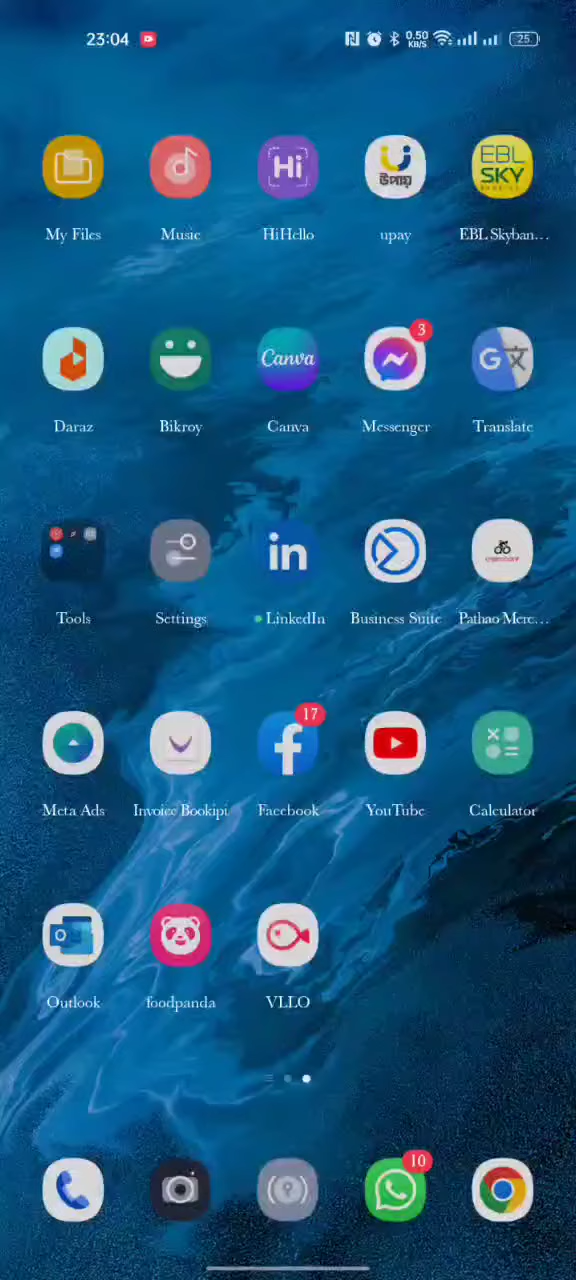 23:04
0.50
KB/S
25
Hi
উপায়
EBL
SKY
My Files
Music
HiHello
upay
EBL Skyban...
Canva
3
G
文
Daraz
Bikroy
Canva
Messenger
Translate
in
Tools
Settings
LinkedIn
Business Suite
Pathao Merc...
17
f
Meta Ads
Invoice Bookipi
Facebook
YouTube
Calculator
O
Outlook
foodpanda
VLLO
10